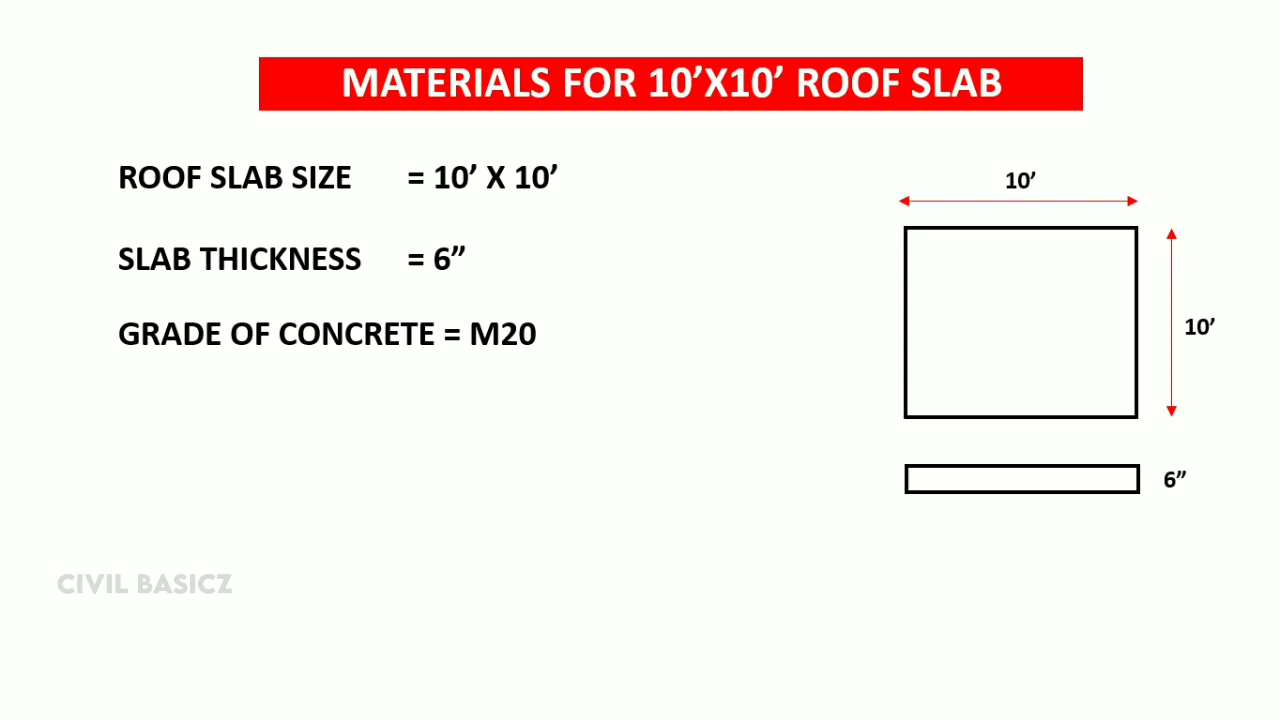 MATERIALS FOR 10’X10’ ROOF SLAB
ROOF SLAB SIZE = 10’ X 10’
SLAB THICKNESS = 6”
GRADE OF CONCRETE = M20
10’
10’
6”
CIVIL BASICZ